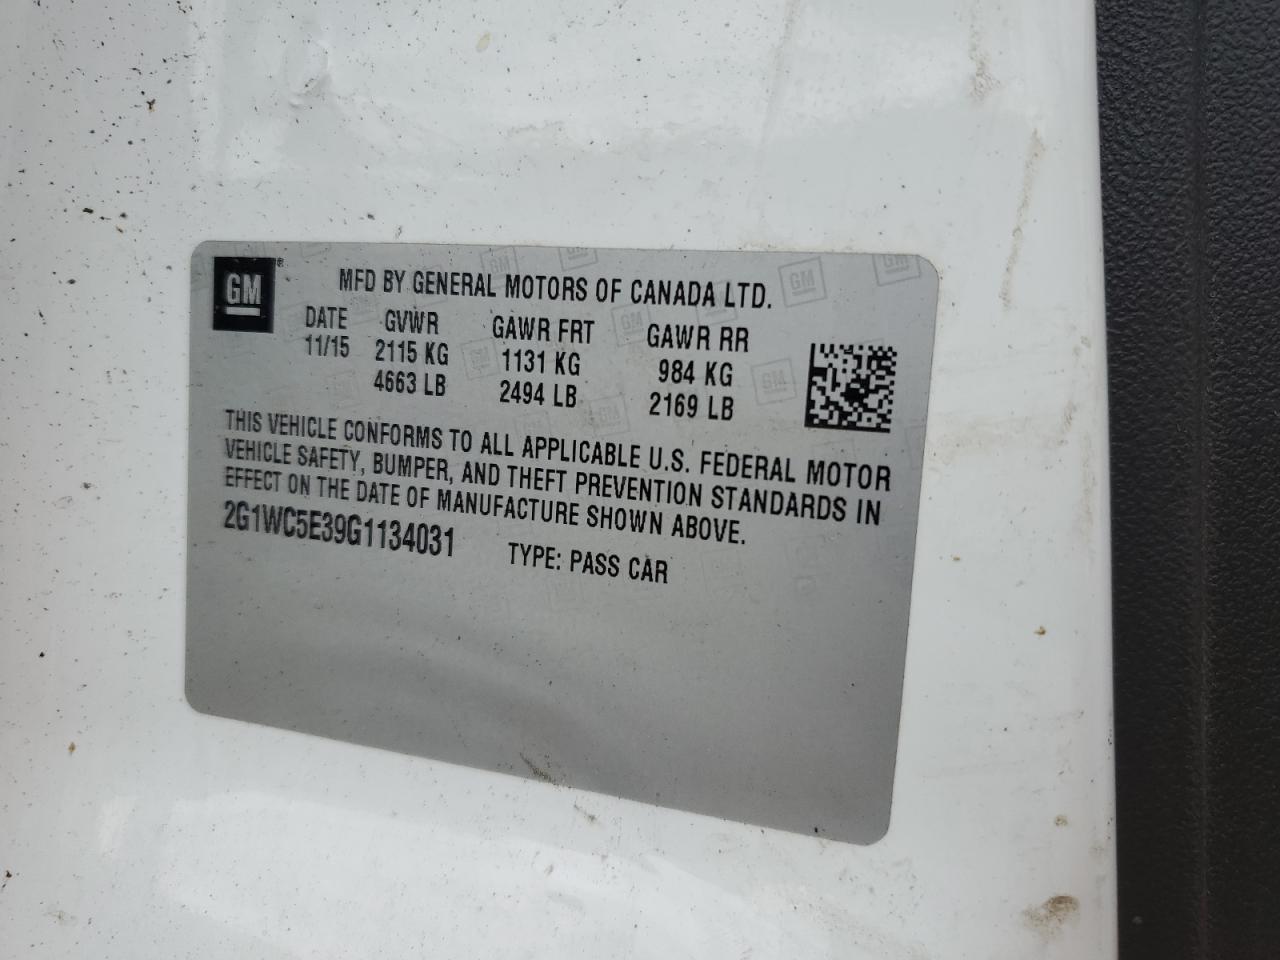 GM®
MFD BY GENERAL MOTORS OF CANADA LTD.
DATE GVWR GAWR FRT GAWR RR
11/15 2115 KG 1131 KG 984 KG
4663 LB 2494 LB 2169 LB
THIS VEHICLE CONFORMS TO ALL APPLICABLE U.S. FEDERAL MOTOR
VEHICLE SAFETY, BUMPER, AND THEFT PREVENTION STANDARDS IN
EFFECT ON THE DATE OF MANUFACTURE SHOWN ABOVE.
2G1WC5E39G1134031 TYPE: PASS CAR